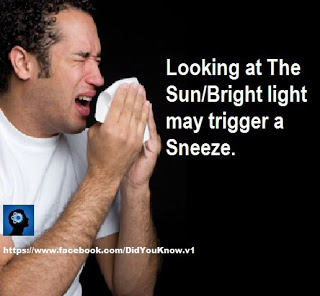 Looking at The
Sun/Bright light
may trigger a
Sneeze.
https://www.facebook.com/DidYouKnow.v1